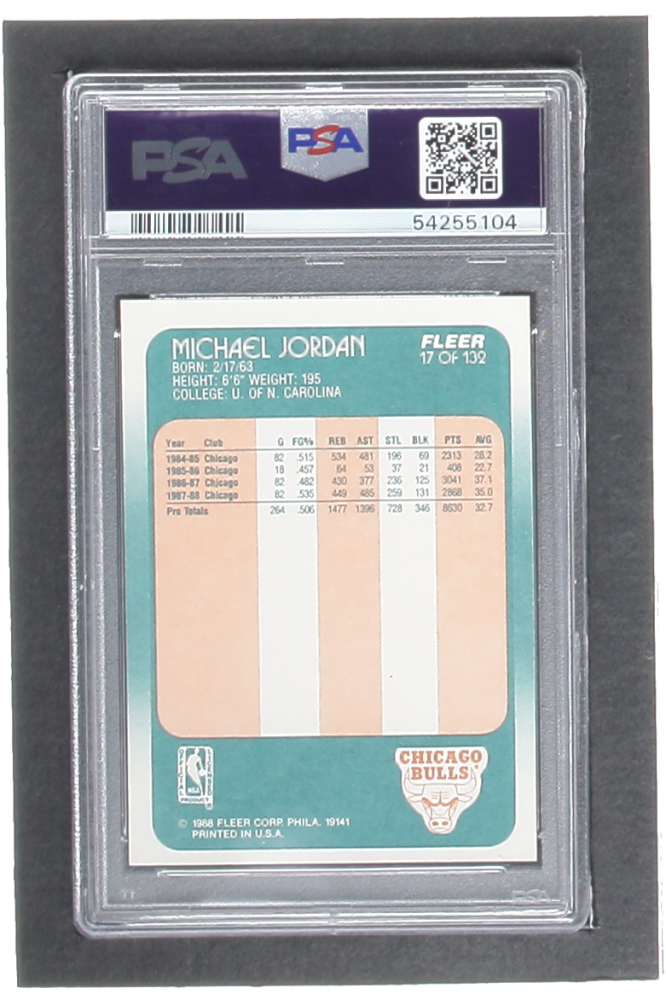 PSA
PSA
54255104
MICHAEL JORDAN
FLEER
17 OF 132
BORN: 2/17/63
HEIGHT: 6'6" WEIGHT: 195
COLLEGE: U. OF N. CAROLINA
Year Club G FG% REB AST STL BLK PTS AVG
1984-85 Chicago 82 .515 534 481 196 69 2313 28.2
1985-86 Chicago 18 .457 64 53 37 21 408 22.7
1986-87 Chicago 82 .482 430 377 236 125 3041 37.1
1987-88 Chicago 82 .535 449 485 259 131 2868 35.0
Pro Totals 264 .506 1477 1396 728 346 8630 32.7
OFFICIAL LICENSED
NBA
PRODUCT
CHICAGO
BULLS
© 1988 FLEER CORP. PHILA. 19141
PRINTED IN U.S.A.
PSA